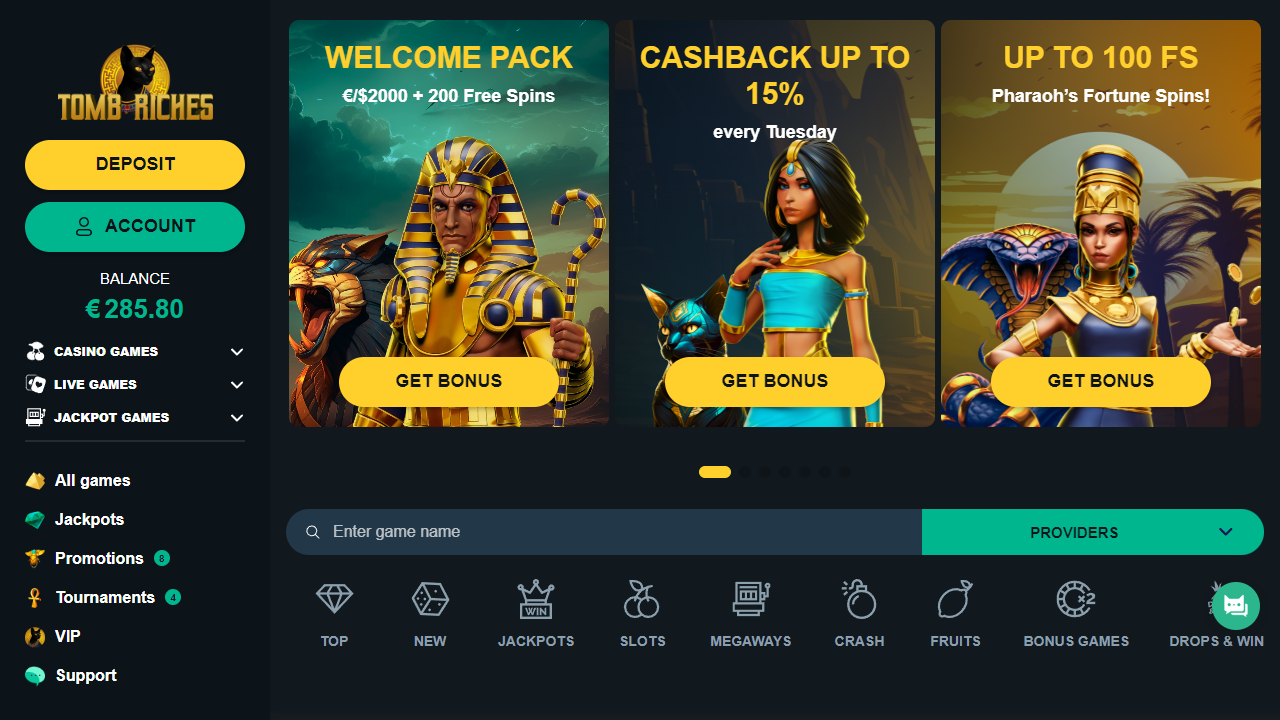 TOMB OF RICHES
DEPOSIT
ACCOUNT
BALANCE
€ 285.80
CASINO GAMES
LIVE GAMES
JACKPOT GAMES
All games
Jackpots
Promotions 8
Tournaments 4
VIP
Support
WELCOME PACK
€/$2000 + 200 Free Spins
GET BONUS
CASHBACK UP TO
15%
every Tuesday
GET BONUS
UP TO 100 FS
Pharaoh’s Fortune Spins!
GET BONUS
Enter game name
PROVIDERS
TOP
NEW
WIN
JACKPOTS
SLOTS
MEGAWAYS
CRASH
FRUITS
x2
BONUS GAMES
DROPS & WIN